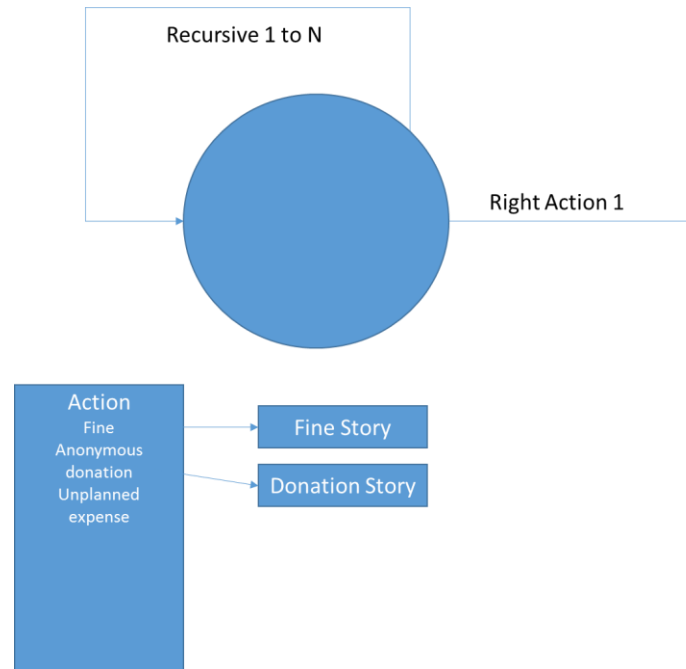 Recursive 1 to N
Right Action 1
Action
Fine
Anonymous
donation
Unplanned
expense
Fine Story
Donation Story